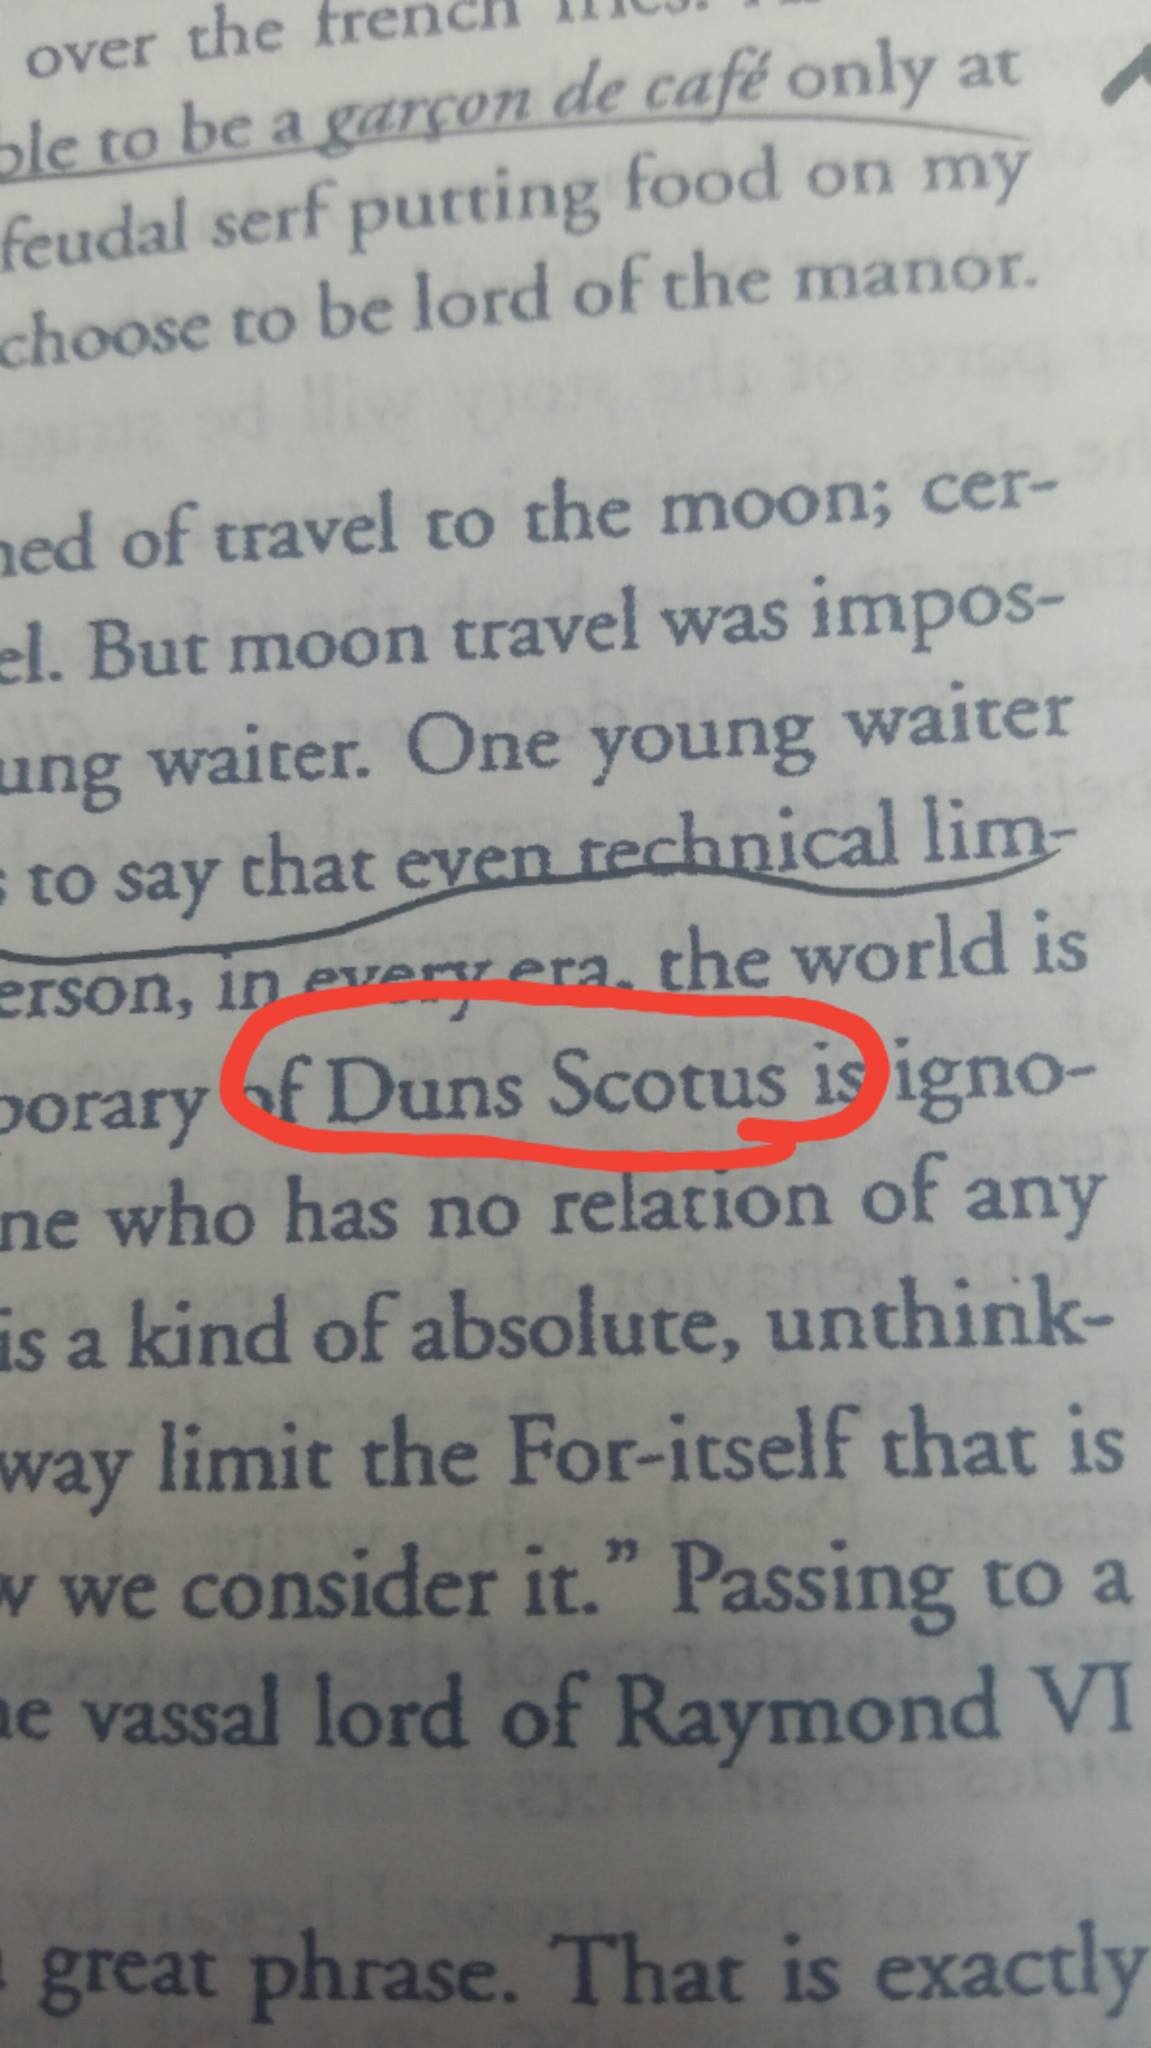 over the french fries.
ble to be a garçon de café only at
feudal serf putting food on my
choose to be lord of the manor.
ned of travel to the moon; cer-
el. But moon travel was impos-
ung waiter. One young waiter
s to say that even technical lim-
erson, in every era, the world is
porary of Duns Scotus is igno-
ne who has no relation of any
is a kind of absolute, unthink-
way limit the For-itself that is
w we consider it.” Passing to a
ne vassal lord of Raymond VI
great phrase. That is exactly